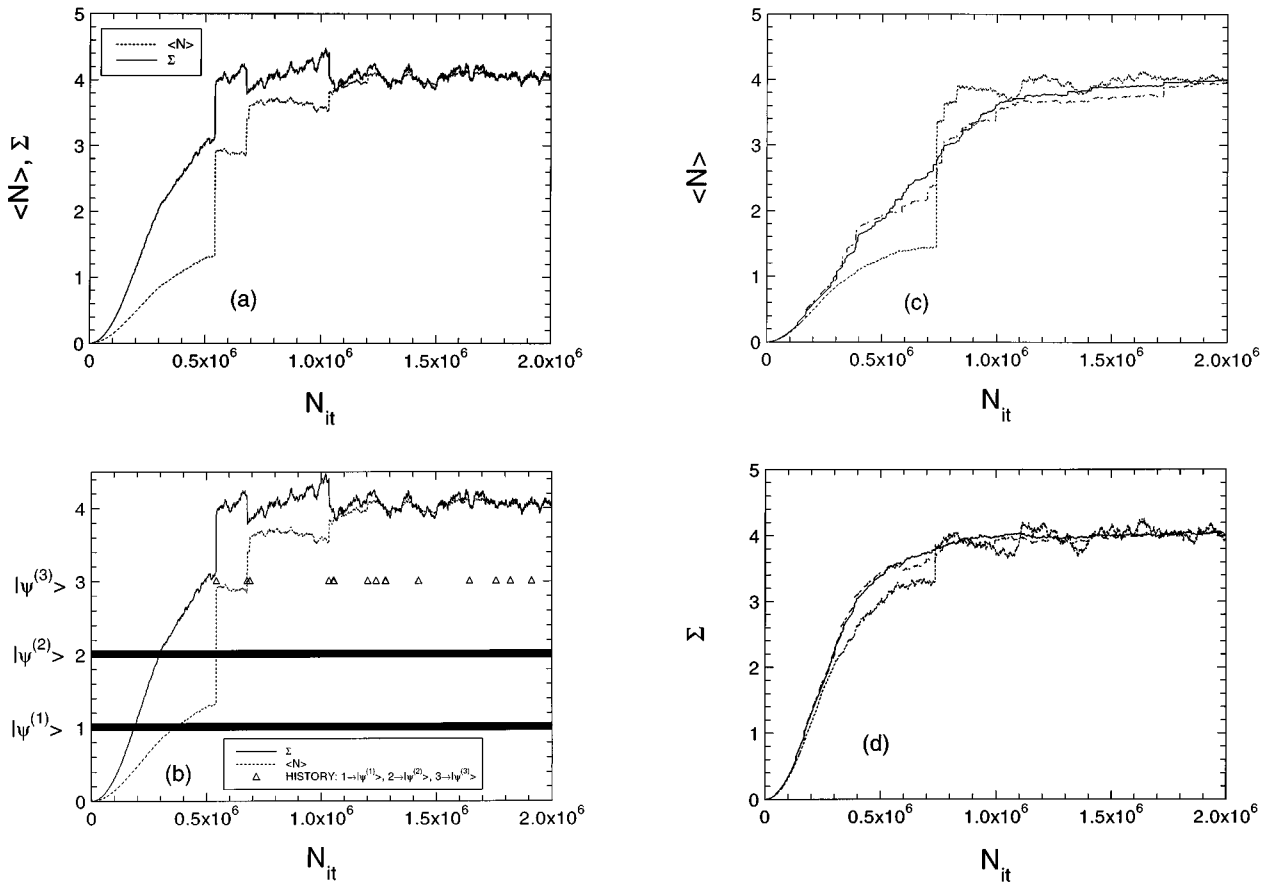 5
4
3
2
1
0
<N>, Σ
<N>
Σ
(a)
0
0.5x10⁶
1.0x10⁶
1.5x10⁶
2.0x10⁶
N_it
5
4
3
2
1
0
<N>
(c)
0
0.5x10⁶
1.0x10⁶
1.5x10⁶
2.0x10⁶
N_it
4
|ψ⁽³⁾> 3
|ψ⁽²⁾> 2
|ψ⁽¹⁾> 1
0
(b)
Σ
<N>
HISTORY: 1→|ψ⁽¹⁾>, 2→|ψ⁽²⁾>, 3→|ψ⁽³⁾>
0
0.5x10⁶
1.0x10⁶
1.5x10⁶
2.0x10⁶
N_it
5
4
3
2
1
0
Σ
(d)
0
0.5x10⁶
1.0x10⁶
1.5x10⁶
2.0x10⁶
N_it